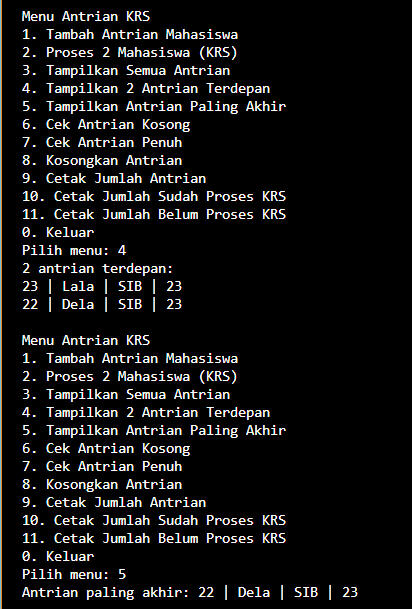 Menu Antrian KRS
1. Tambah Antrian Mahasiswa
2. Proses 2 Mahasiswa (KRS)
3. Tampilkan Semua Antrian
4. Tampilkan 2 Antrian Terdepan
5. Tampilkan Antrian Paling Akhir
6. Cek Antrian Kosong
7. Cek Antrian Penuh
8. Kosongkan Antrian
9. Cetak Jumlah Antrian
10. Cetak Jumlah Sudah Proses KRS
11. Cetak Jumlah Belum Proses KRS
0. Keluar
Pilih menu: 4
2 antrian terdepan:
23 | Lala | SIB | 23
22 | Dela | SIB | 23

Menu Antrian KRS
1. Tambah Antrian Mahasiswa
2. Proses 2 Mahasiswa (KRS)
3. Tampilkan Semua Antrian
4. Tampilkan 2 Antrian Terdepan
5. Tampilkan Antrian Paling Akhir
6. Cek Antrian Kosong
7. Cek Antrian Penuh
8. Kosongkan Antrian
9. Cetak Jumlah Antrian
10. Cetak Jumlah Sudah Proses KRS
11. Cetak Jumlah Belum Proses KRS
0. Keluar
Pilih menu: 5
Antrian paling akhir: 22 | Dela | SIB | 23